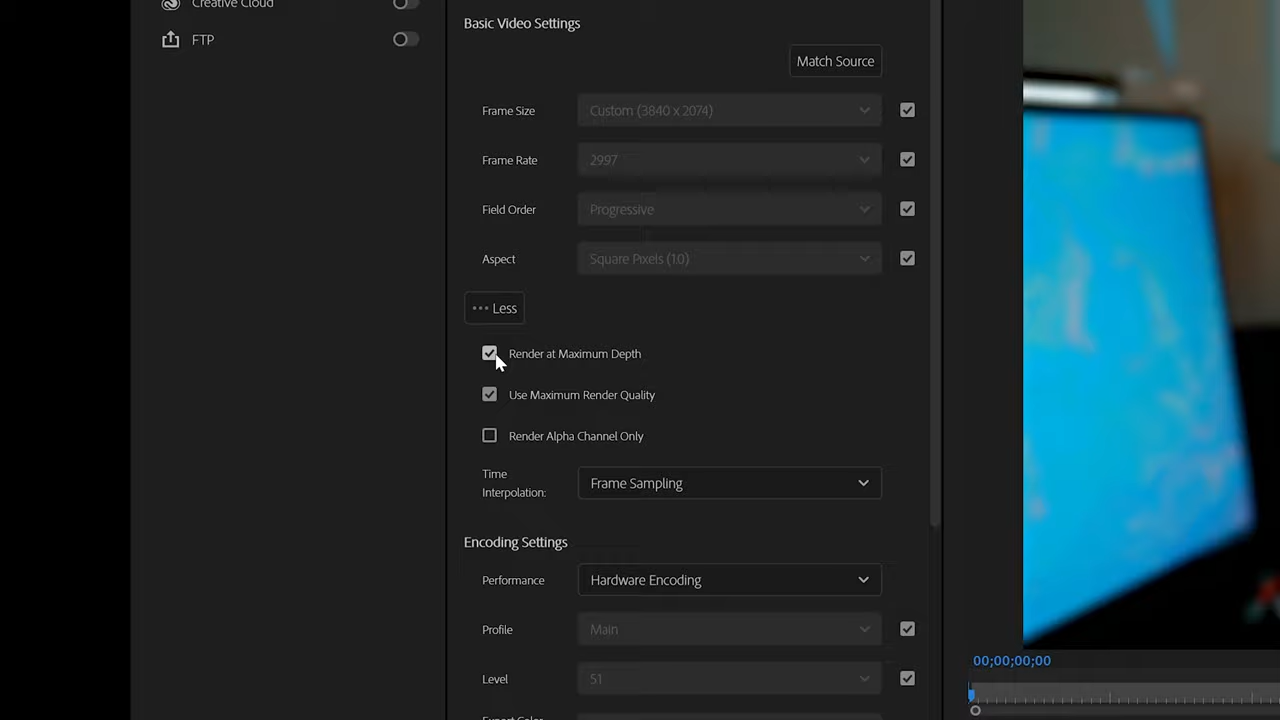 Creative Cloud
FTP
Basic Video Settings
Match Source
Frame Size
Custom (3840 x 2074)
Frame Rate
2997
Field Order
Progressive
Aspect
Square Pixels (10)
Less
Render at Maximum Depth
Use Maximum Render Quality
Render Alpha Channel Only
Time
Interpolation:
Frame Sampling
Encoding Settings
Performance
Hardware Encoding
Profile
Main
Level
51
Export Color
00;00;00;00